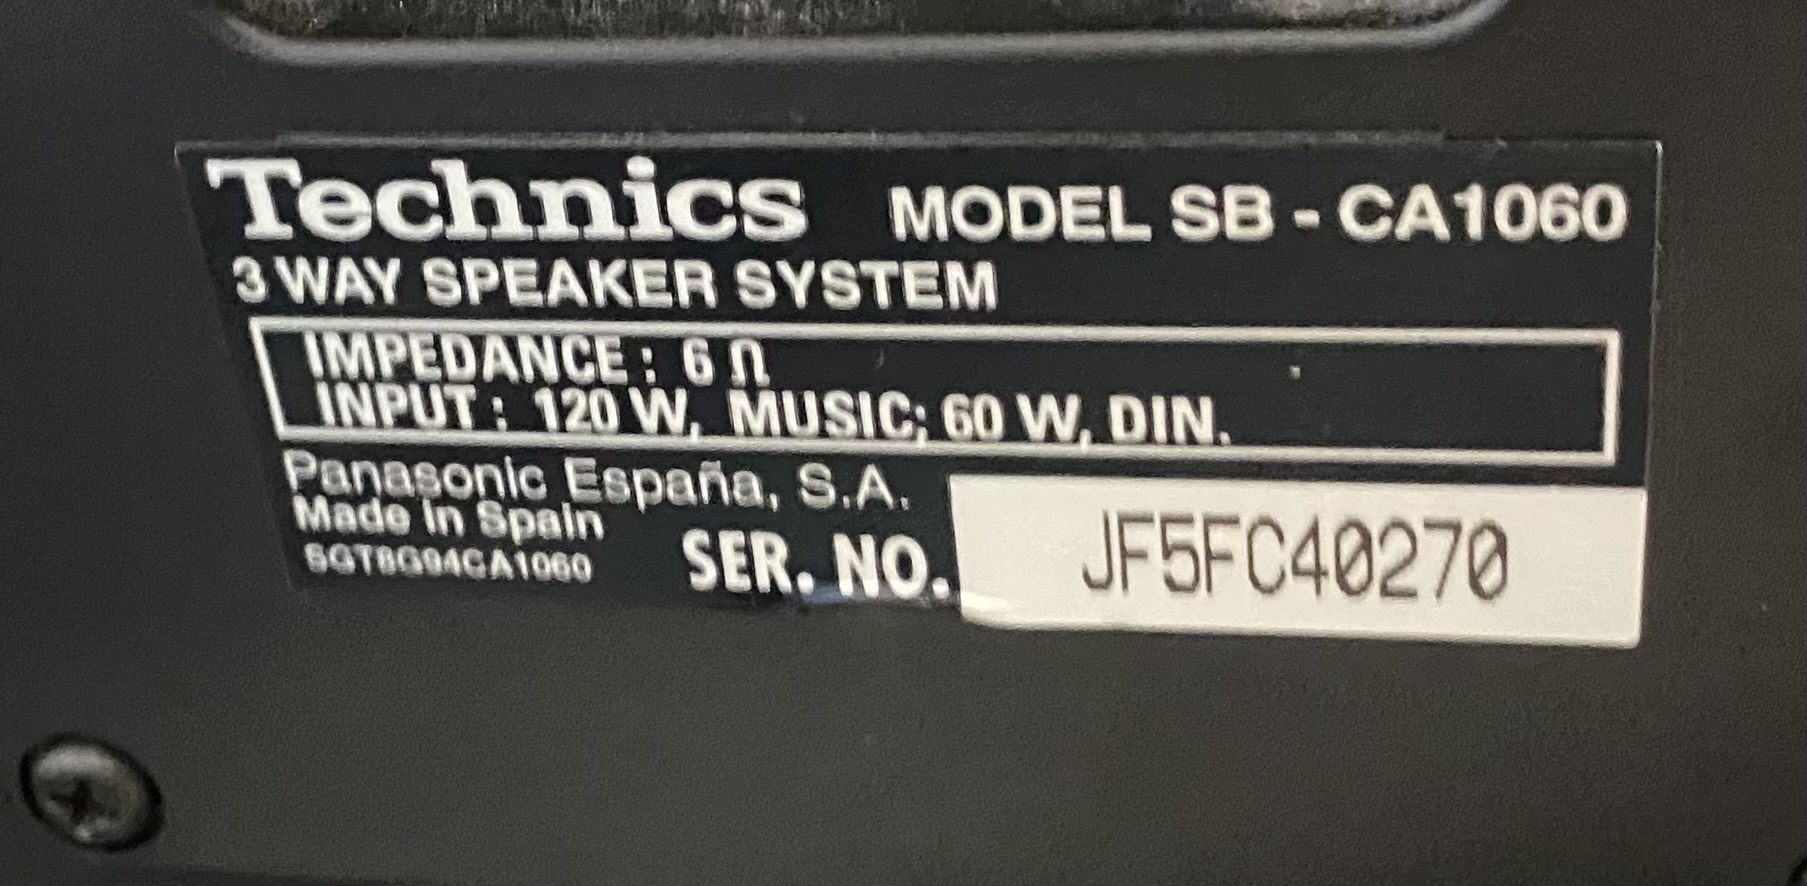 Technics MODEL SB - CA1060
3 WAY SPEAKER SYSTEM
IMPEDANCE : 6 Ω
INPUT : 120 W, MUSIC; 60 W, DIN.
Panasonic España, S.A.
Made in Spain
SGT8G94CA1060
SER. NO. JF5FC40270